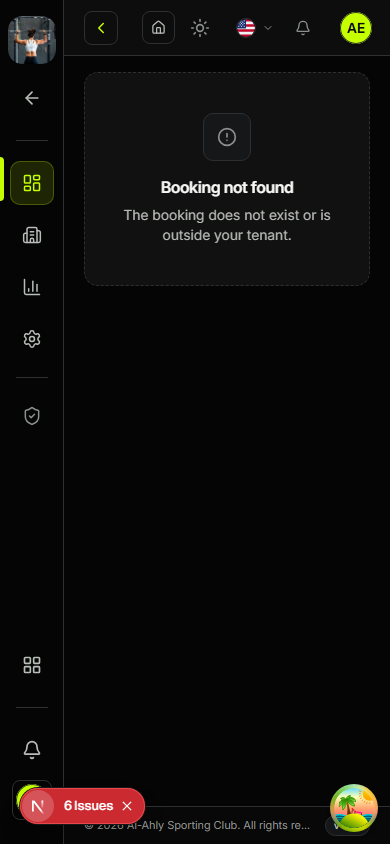 AE
Booking not found
The booking does not exist or is
outside your tenant.
N 6 Issues
© 2026 Al-Ahly Sporting Club. All rights re...